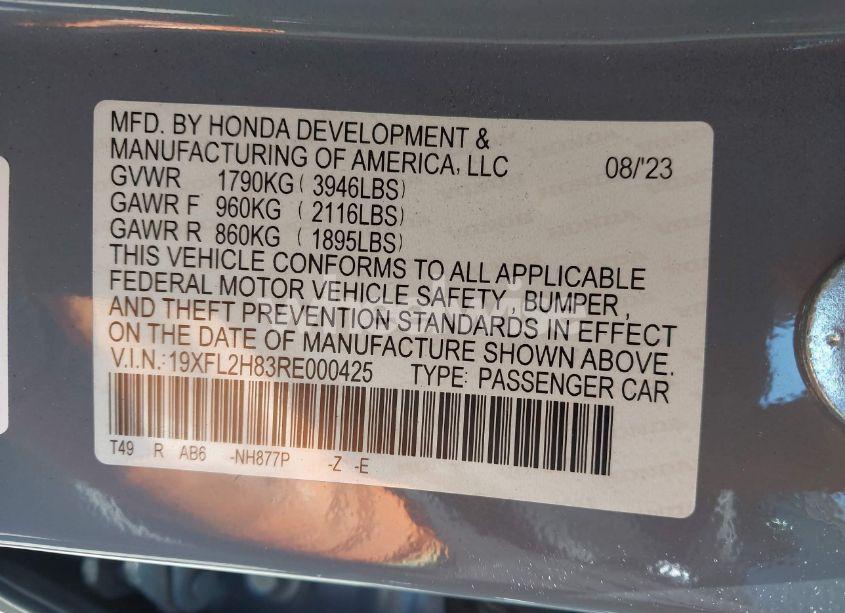 MFD. BY HONDA DEVELOPMENT &
MANUFACTURING OF AMERICA, LLC 08/'23
GVWR 1790KG ( 3946LBS)
GAWR F 960KG ( 2116LBS)
GAWR R 860KG ( 1895LBS)
THIS VEHICLE CONFORMS TO ALL APPLICABLE
FEDERAL MOTOR VEHICLE SAFETY, BUMPER,
AND THEFT PREVENTION STANDARDS IN EFFECT
ON THE DATE OF MANUFACTURE SHOWN ABOVE.
V.I.N.:19XFL2H83RE000425 TYPE: PASSENGER CAR
T49 R AB6 -NH877P -Z -E